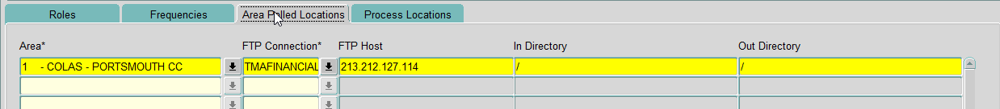 Roles Frequencies Area Polled Locations Process Locations
Area* FTP Connection* FTP Host In Directory Out Directory
1 - COLAS - PORTSMOUTH CC TMAFINANCIAL 213.212.127.114 / /